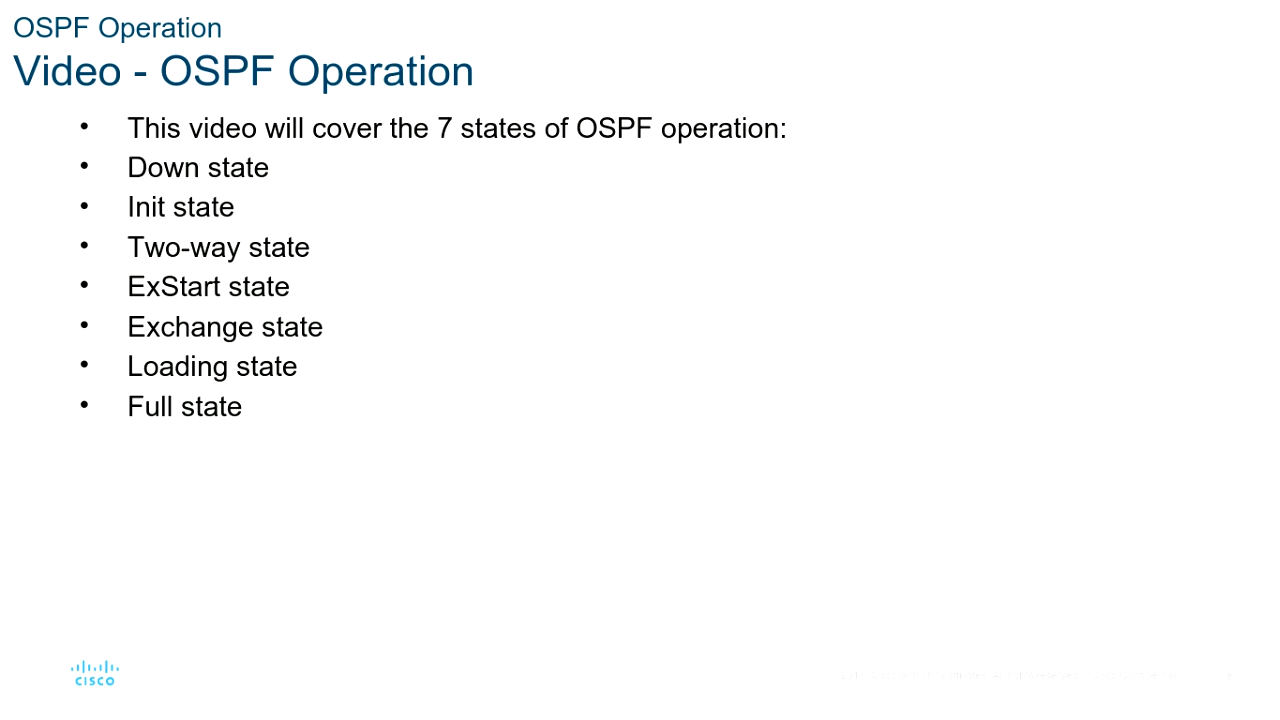 OSPF Operation
Video - OSPF Operation
• This video will cover the 7 states of OSPF operation:
• Down state
• Init state
• Two-way state
• ExStart state
• Exchange state
• Loading state
• Full state
CISCO